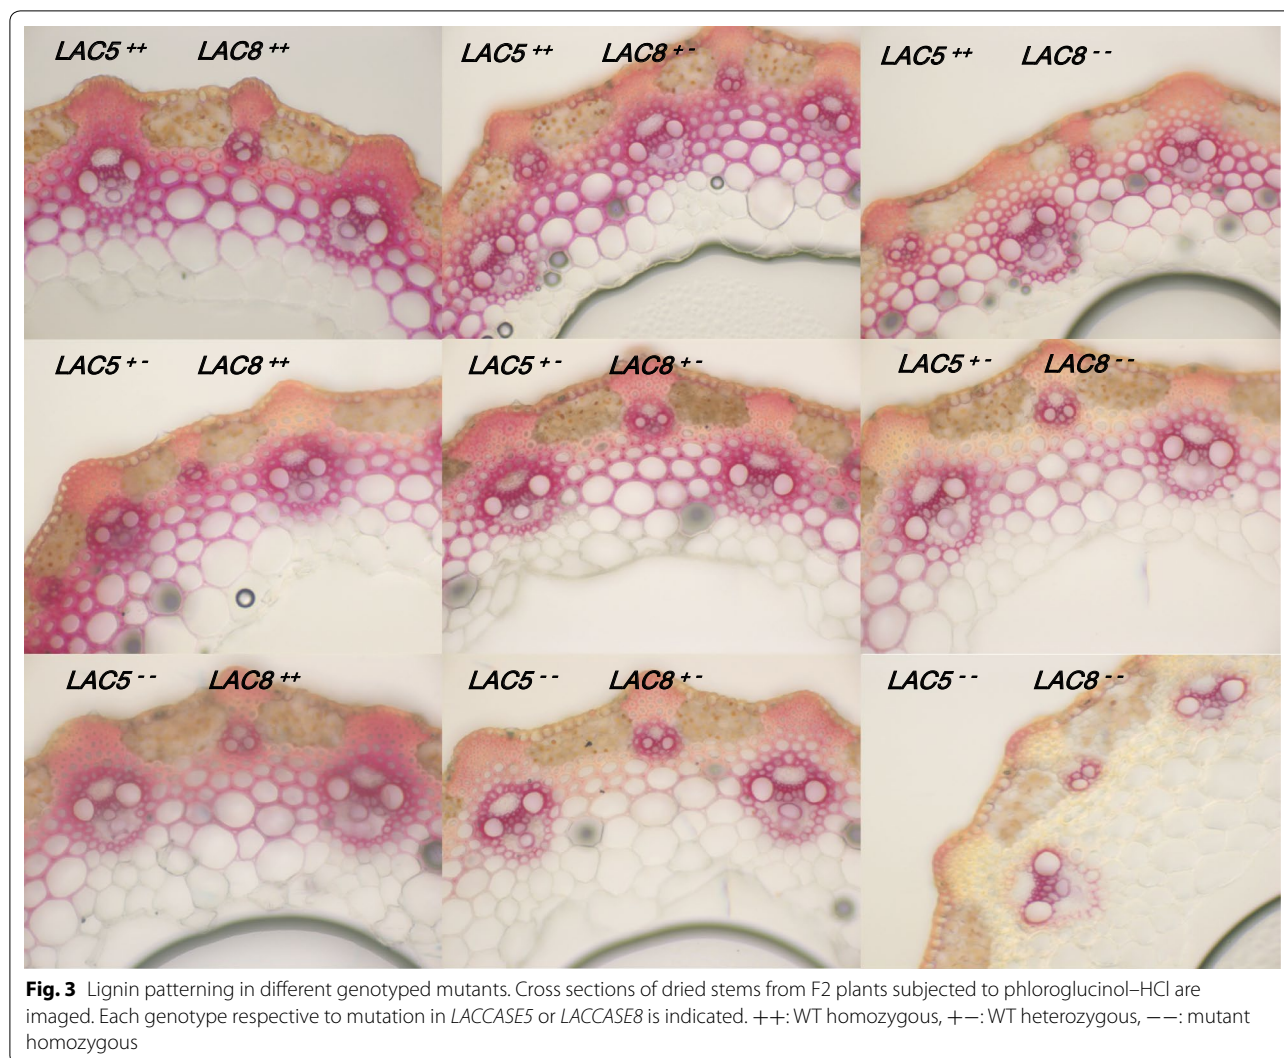 LAC5 ++ LAC8 ++
LAC5 ++ LAC8 + -
LAC5 ++ LAC8 - -
LAC5 + - LAC8 ++
LAC5 + - LAC8 + -
LAC5 + - LAC8 - -
LAC5 - - LAC8 ++
LAC5 - - LAC8 + -
LAC5 - - LAC8 - -
Fig. 3 Lignin patterning in different genotyped mutants. Cross sections of dried stems from F2 plants subjected to phloroglucinol–HCl are
imaged. Each genotype respective to mutation in LACCASE5 or LACCASE8 is indicated. ++: WT homozygous, +−: WT heterozygous, −−: mutant
homozygous